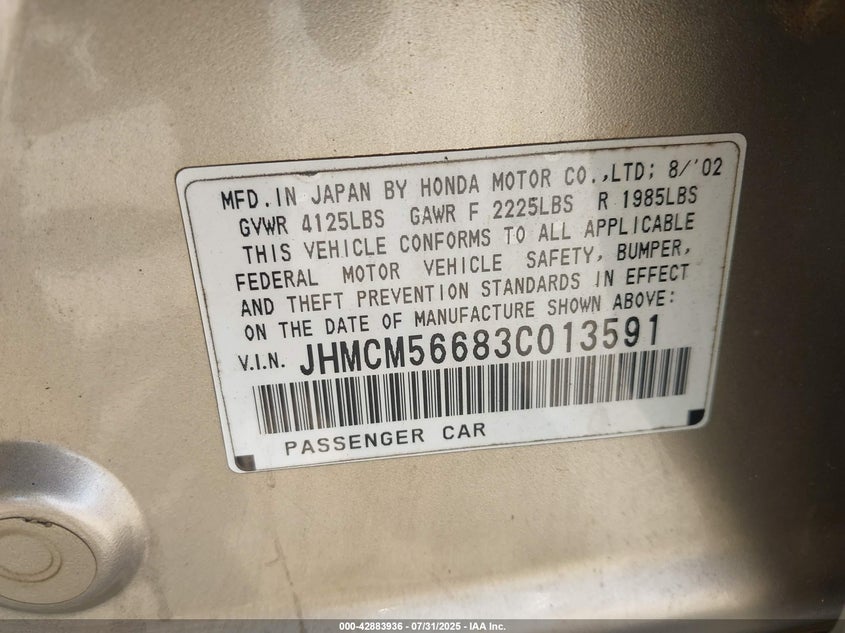 MFD. IN JAPAN BY HONDA MOTOR CO.,LTD; 8/'02
GVWR 4125LBS GAWR F 2225LBS R 1985LBS
THIS VEHICLE CONFORMS TO ALL APPLICABLE
FEDERAL MOTOR VEHICLE SAFETY, BUMPER,
AND THEFT PREVENTION STANDARDS IN EFFECT
ON THE DATE OF MANUFACTURE SHOWN ABOVE:
V.I.N. JHMCM56683C013591
PASSENGER CAR
000-42883936 - 07/31/2025 - IAA Inc.